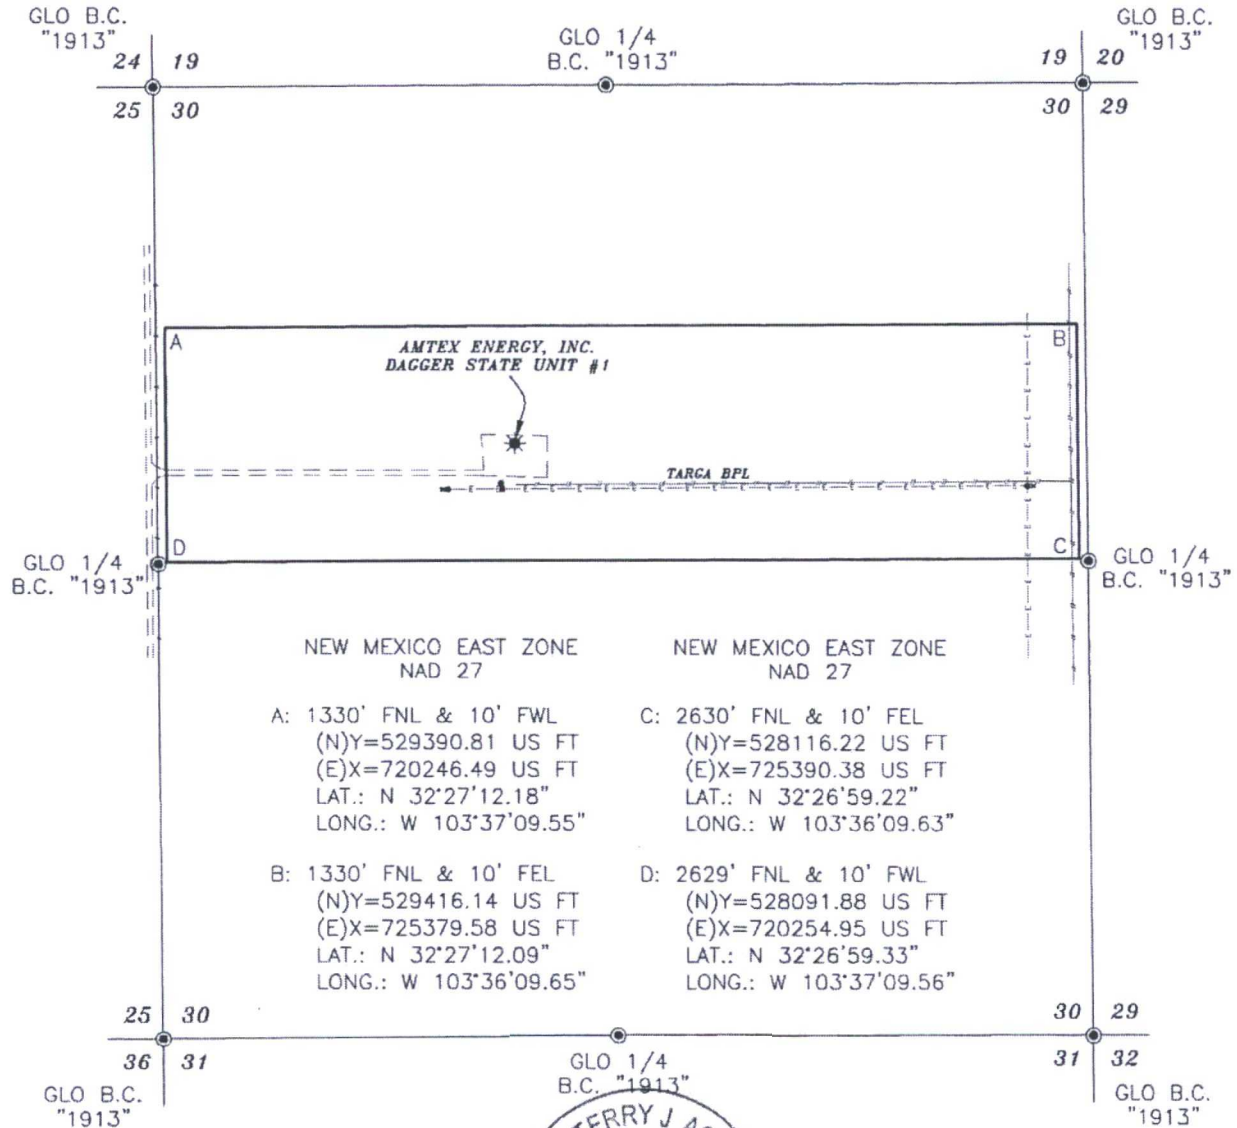 GLO B.C.
"1913"
GLO 1/4
B.C. "1913"
GLO B.C.
"1913"
24 19
19 20
25 30
30 29
A
B
AMTEX ENERGY, INC.
DAGGER STATE UNIT #1
TARGA BPL
D
C
GLO 1/4
B.C. "1913"
GLO 1/4
B.C. "1913"
NEW MEXICO EAST ZONE
NAD 27
A: 1330' FNL & 10' FWL
(N)Y=529390.81 US FT
(E)X=720246.49 US FT
LAT.: N 32°27'12.18"
LONG.: W 103°37'09.55"
B: 1330' FNL & 10' FEL
(N)Y=529416.14 US FT
(E)X=725379.58 US FT
LAT.: N 32°27'12.09"
LONG.: W 103°36'09.65"
NEW MEXICO EAST ZONE
NAD 27
C: 2630' FNL & 10' FEL
(N)Y=528116.22 US FT
(E)X=725390.38 US FT
LAT.: N 32°26'59.22"
LONG.: W 103°36'09.63"
D: 2629' FNL & 10' FWL
(N)Y=528091.88 US FT
(E)X=720254.95 US FT
LAT.: N 32°26'59.33"
LONG.: W 103°37'09.56"
25 30
30 29
36 31
31 32
GLO B.C.
"1913"
GLO 1/4
B.C. "1913"
GLO B.C.
"1913"
TERRY J